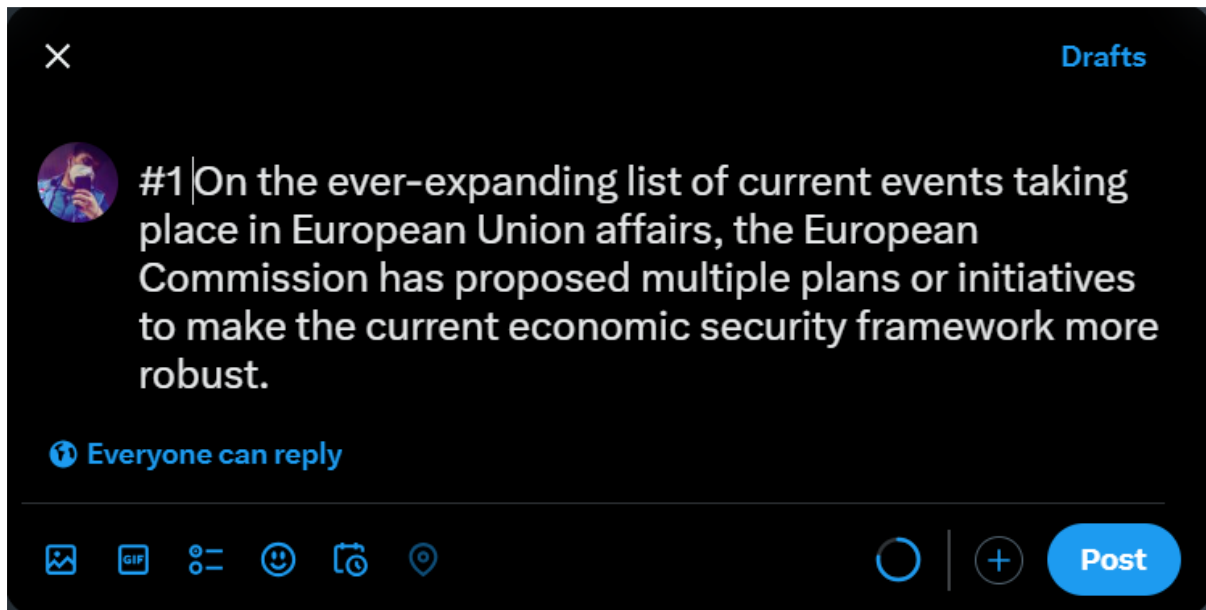 Drafts
#1 On the ever-expanding list of current events taking
place in European Union affairs, the European
Commission has proposed multiple plans or initiatives
to make the current economic security framework more
robust.
Everyone can reply
GIF
Post